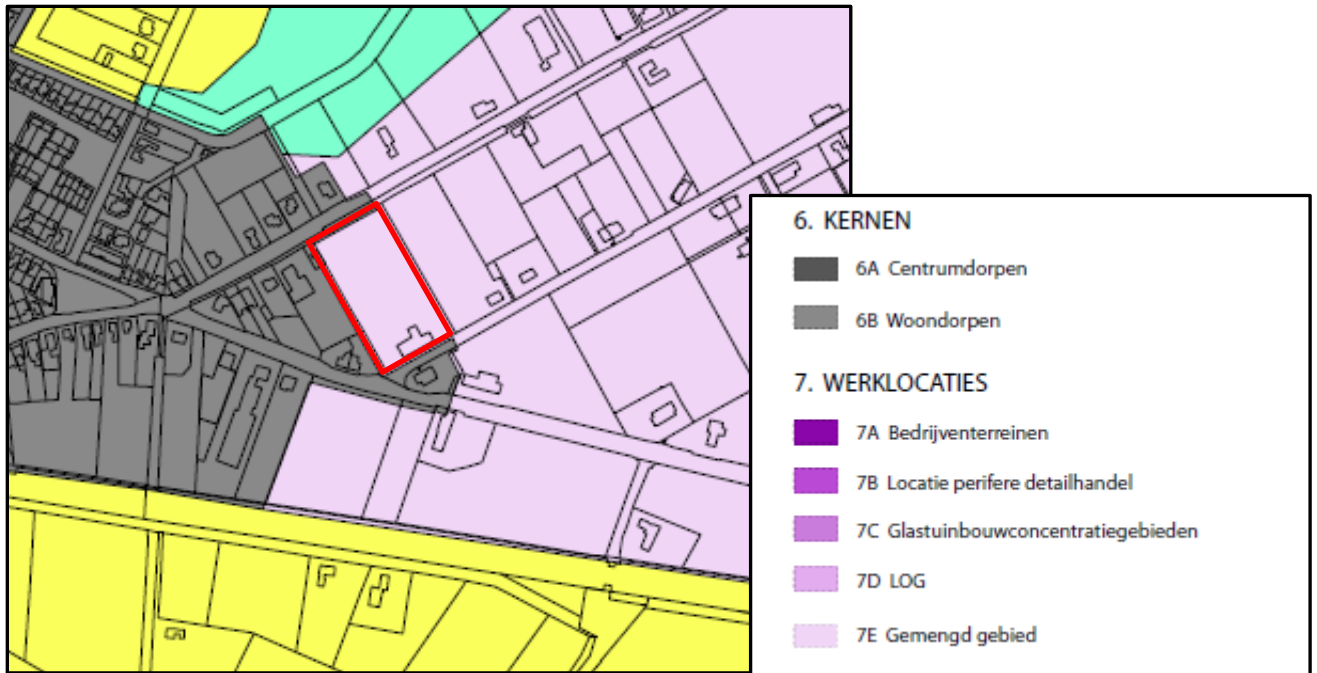 6. KERNEN
6A Centrumdorpen
6B Woondorpen
7. WERKLOCATIES
7A Bedrijventerreinen
7B Locatie perifere detailhandel
7C Glastuinbouwconcentratiegebieden
7D LOG
7E Gemengd gebied